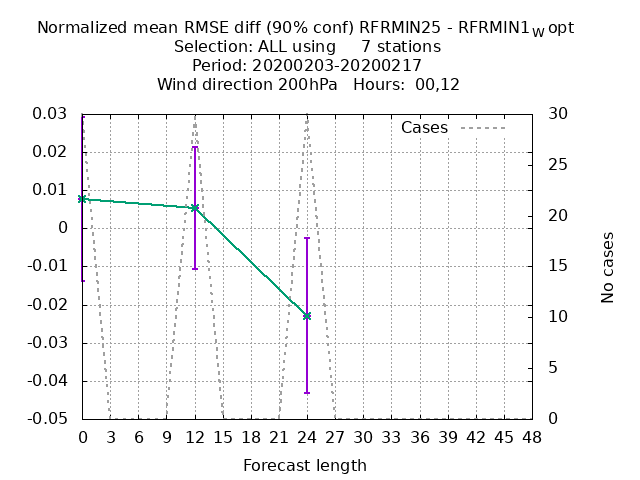 Normalized mean RMSE diff (90% conf) RFRMIN25 - RFRMIN1wopt
Selection: ALL using 7 stations
Period: 20200203-20200217
Wind direction 200hPa Hours: 00,12
Cases
0.03
0.02
0.01
0
-0.01
-0.02
-0.03
-0.04
-0.05
30
25
20
15
10
5
0
No cases
0 3 6 9 12 15 18 21 24 27 30 33 36 39 42 45 48
Forecast length